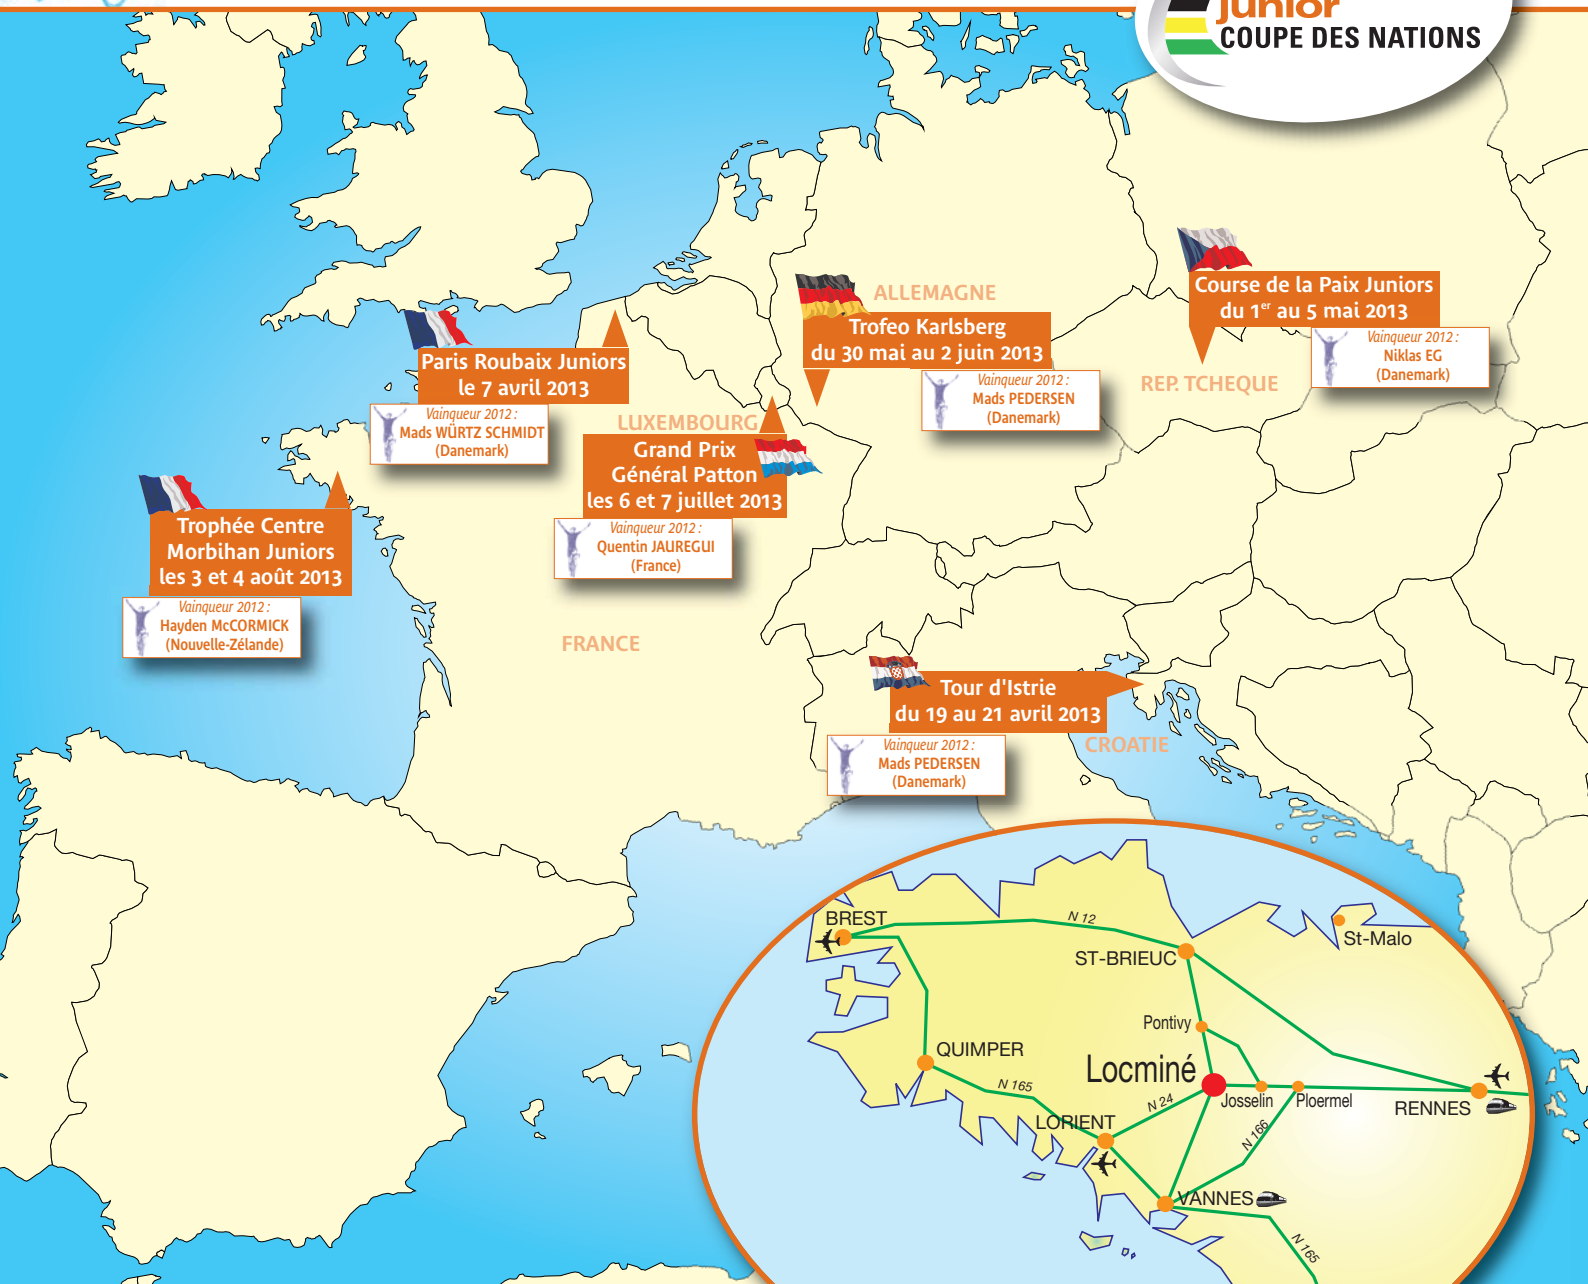 Junior
COUPE DES NATIONS
ALLEMAGNE
Course de la Paix Juniors
du 1er au 5 mai 2013
Vainqueur 2012 :
Niklas EG
(Danemark)
REP. TCHEQUE
Trofeo Karlsberg
du 30 mai au 2 juin 2013
Vainqueur 2012 :
Mads PEDERSEN
(Danemark)
Paris Roubaix Juniors
le 7 avril 2013
Vainqueur 2012 :
Mads WÜRTZ SCHMIDT
(Danemark)
LUXEMBOURG
Grand Prix
Général Patton
les 6 et 7 juillet 2013
Vainqueur 2012 :
Quentin JAUREGUI
(France)
Trophée Centre
Morbihan Juniors
les 3 et 4 août 2013
Vainqueur 2012 :
Hayden McCORMICK
(Nouvelle-Zélande)
FRANCE
Tour d'Istrie
du 19 au 21 avril 2013
CROATIE
Vainqueur 2012 :
Mads PEDERSEN
(Danemark)
BREST
N 12
St-Malo
ST-BRIEUC
Pontivy
QUIMPER
Locminé
N 165
N 24
Josselin
Ploermel
RENNES
LORIENT
N 166
VANNES
N 165